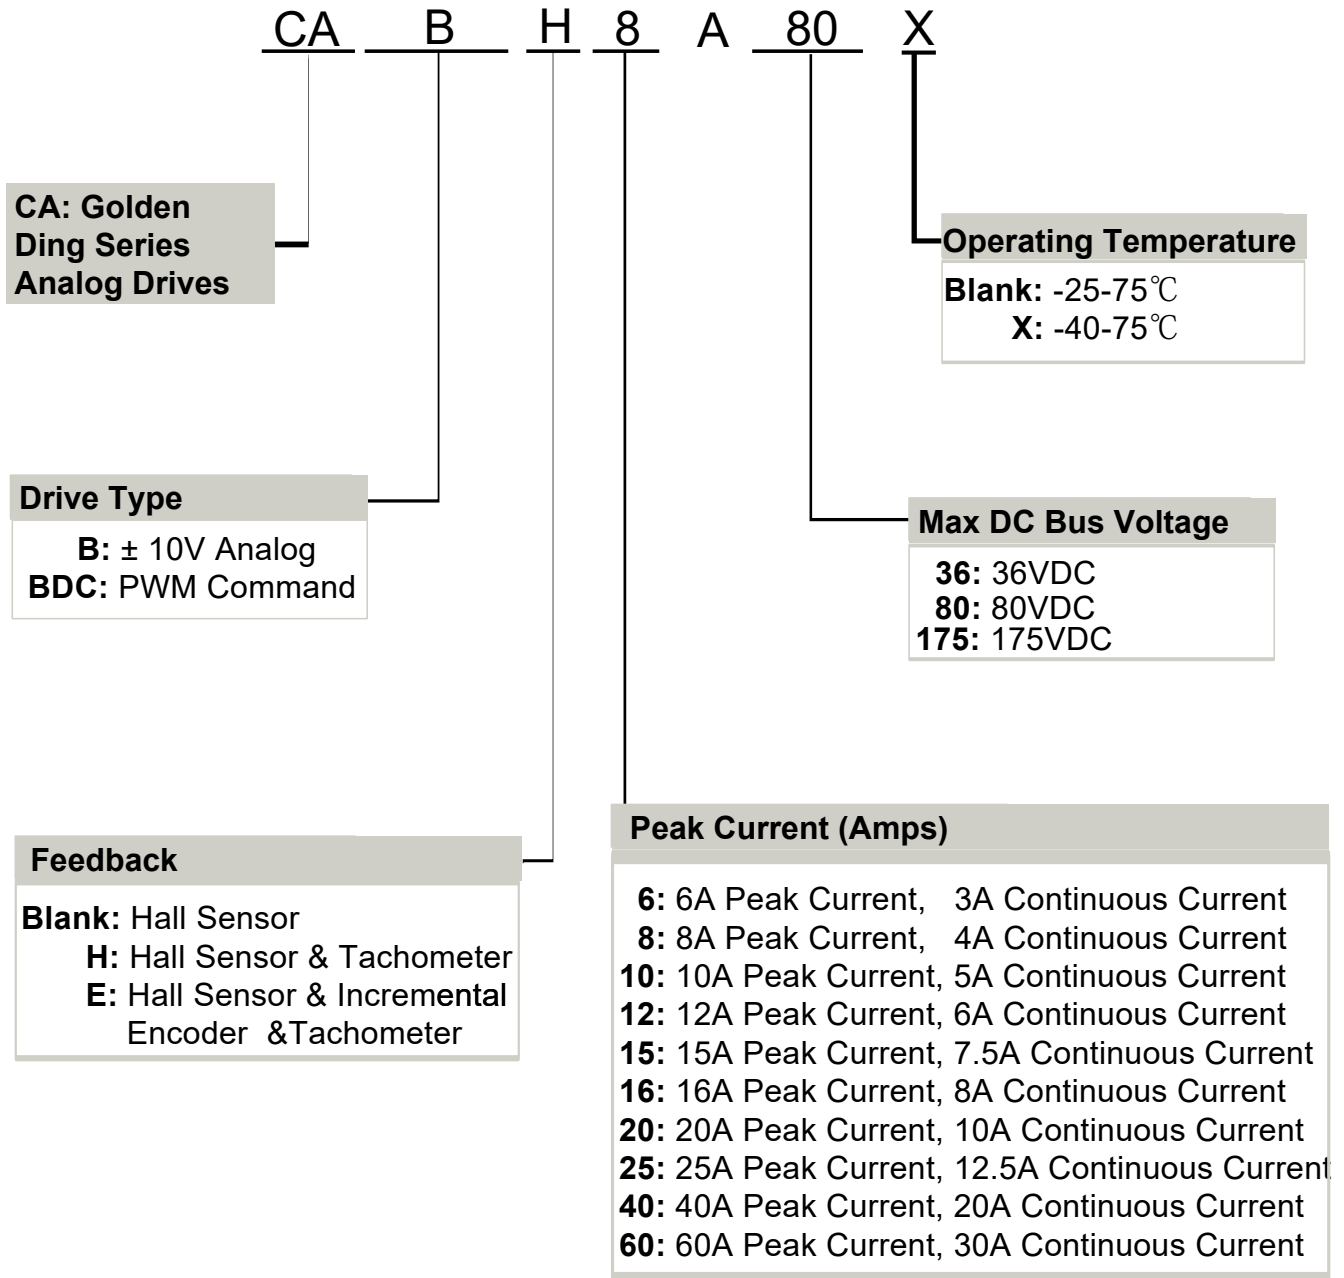 CA B H 8 A 80 X
CA: Golden
Ding Series
Analog Drives
Operating Temperature
Blank: -25-75℃
X: -40-75℃
Drive Type
B: ± 10V Analog
BDC: PWM Command
Max DC Bus Voltage
36: 36VDC
80: 80VDC
175: 175VDC
Feedback
Blank: Hall Sensor
H: Hall Sensor & Tachometer
E: Hall Sensor & Incremental
Encoder &Tachometer
Peak Current (Amps)
6: 6A Peak Current, 3A Continuous Current
8: 8A Peak Current, 4A Continuous Current
10: 10A Peak Current, 5A Continuous Current
12: 12A Peak Current, 6A Continuous Current
15: 15A Peak Current, 7.5A Continuous Current
16: 16A Peak Current, 8A Continuous Current
20: 20A Peak Current, 10A Continuous Current
25: 25A Peak Current, 12.5A Continuous Current
40: 40A Peak Current, 20A Continuous Current
60: 60A Peak Current, 30A Continuous Current